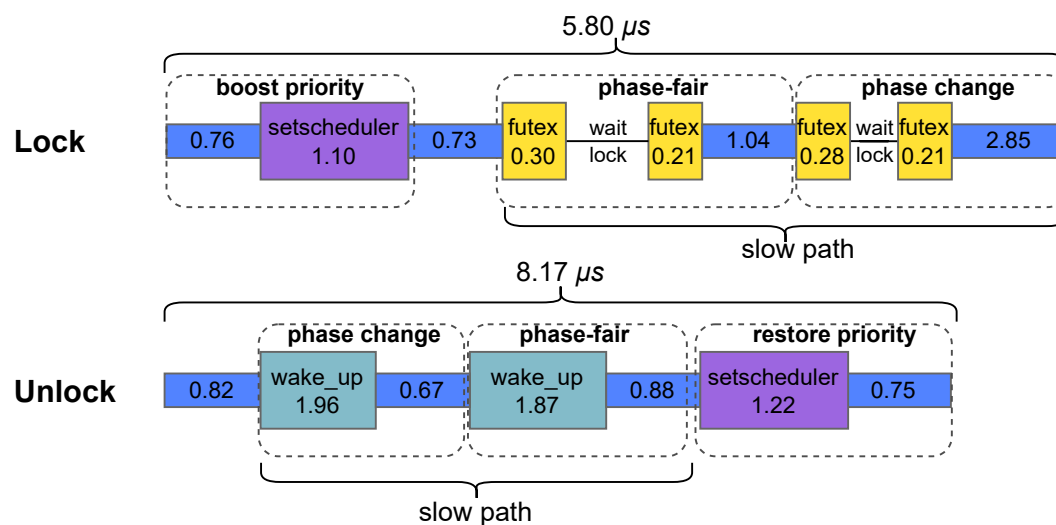 5.80 μs
boost priority
phase-fair
phase change
Lock
0.76
setscheduler
1.10
0.73
futex
0.30
wait
lock
futex
0.21
1.04
futex
0.28
wait
lock
futex
0.21
2.85
slow path
8.17 μs
phase change
phase-fair
restore priority
Unlock
0.82
wake_up
1.96
0.67
wake_up
1.87
0.88
setscheduler
1.22
0.75
slow path